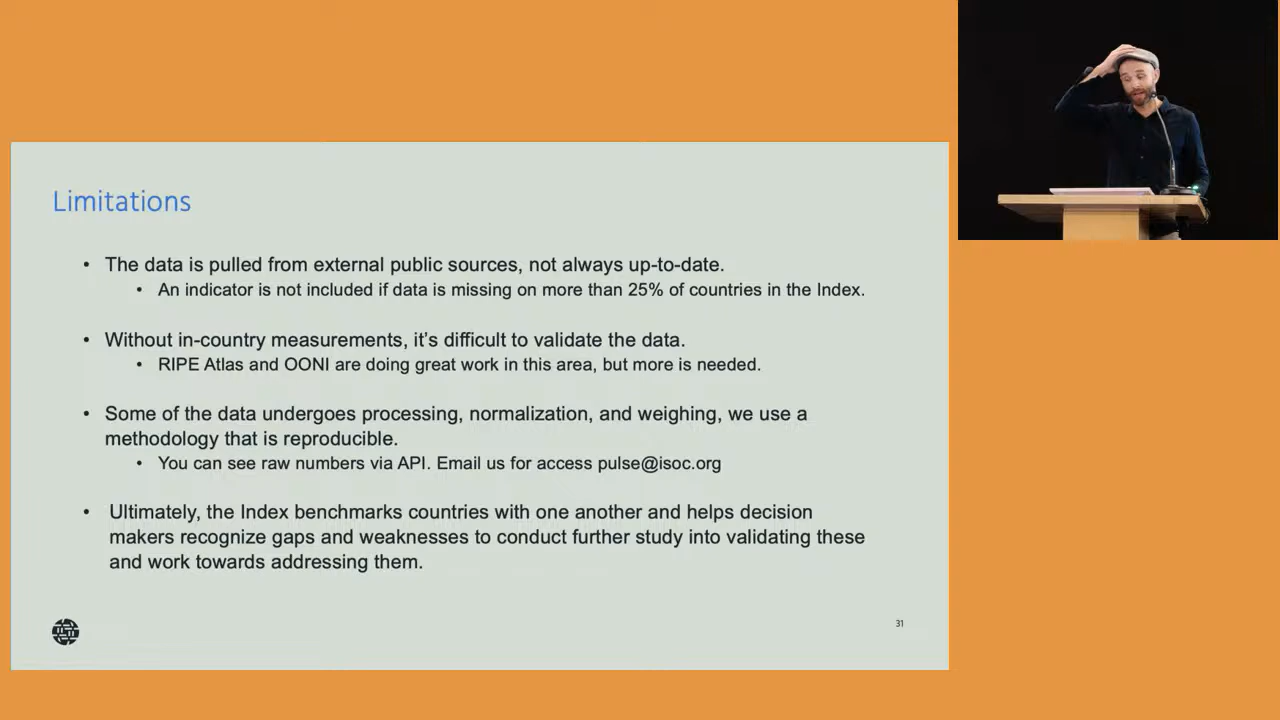 Limitations
• The data is pulled from external public sources, not always up-to-date.
• An indicator is not included if data is missing on more than 25% of countries in the Index.
• Without in-country measurements, it's difficult to validate the data.
• RIPE Atlas and OONI are doing great work in this area, but more is needed.
• Some of the data undergoes processing, normalization, and weighing, we use a
methodology that is reproducible.
• You can see raw numbers via API. Email us for access pulse@isoc.org
• Ultimately, the Index benchmarks countries with one another and helps decision
makers recognize gaps and weaknesses to conduct further study into validating these
and work towards addressing them.
31